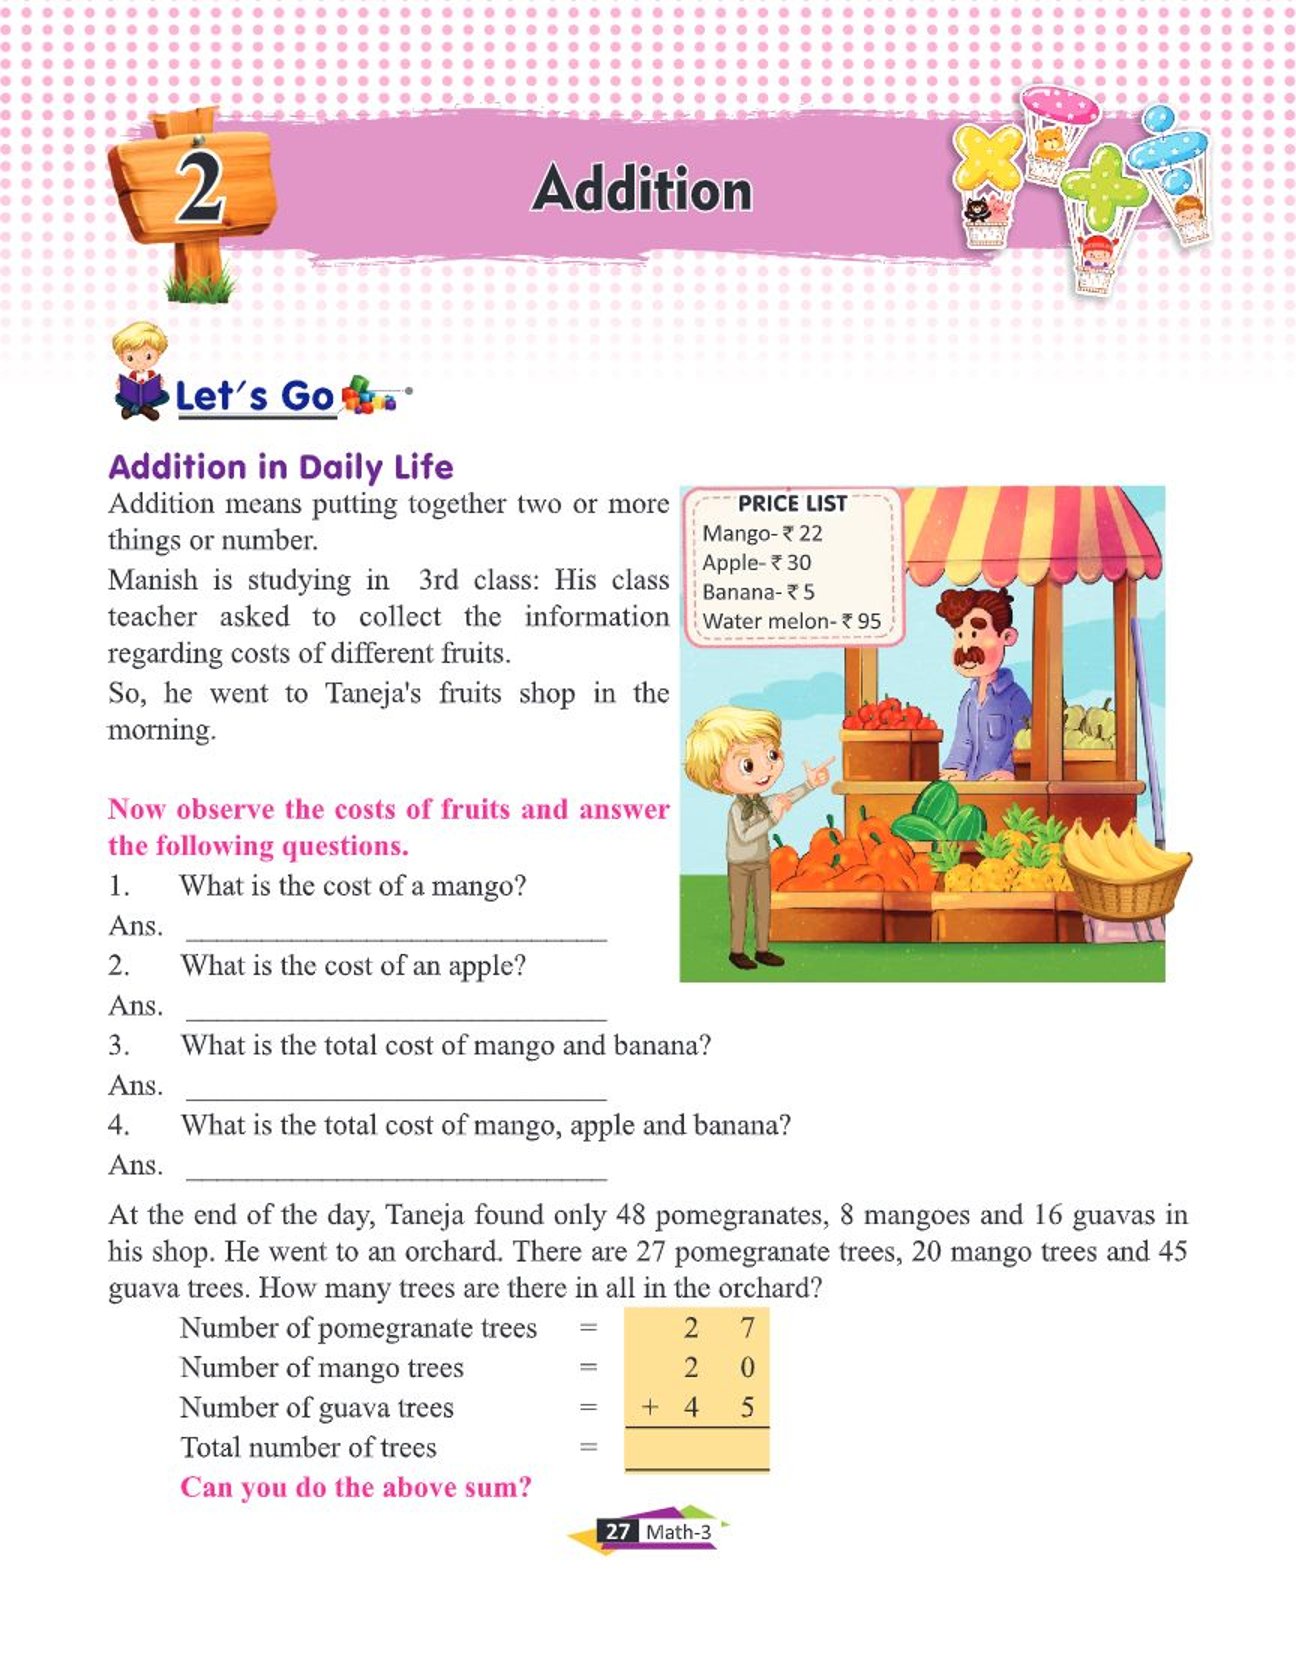 2
Addition
Let's Go
Addition in Daily Life
Addition means putting together two or more
things or number.
Manish is studying in 3rd class: His class
teacher asked to collect the information
regarding costs of different fruits.
So, he went to Taneja's fruits shop in the
morning.
PRICE LIST
Mango- ₹ 22
Apple- ₹ 30
Banana- ₹ 5
Water melon- ₹ 95
Now observe the costs of fruits and answer
the following questions.
1. What is the cost of a mango?
Ans. ______________________________
2. What is the cost of an apple?
Ans. ______________________________
3. What is the total cost of mango and banana?
Ans. ______________________________
4. What is the total cost of mango, apple and banana?
Ans. ______________________________
At the end of the day, Taneja found only 48 pomegranates, 8 mangoes and 16 guavas in
his shop. He went to an orchard. There are 27 pomegranate trees, 20 mango trees and 45
guava trees. How many trees are there in all in the orchard?
Number of pomegranate trees = 2 7
Number of mango trees = 2 0
Number of guava trees = + 4 5
Total number of trees =
Can you do the above sum?
27 Math-3